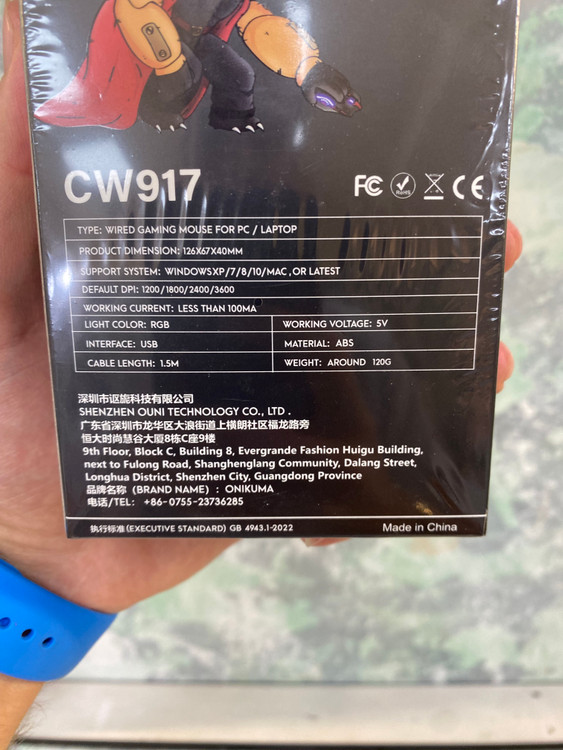 CW917
FC RoHS CE
TYPE: WIRED GAMING MOUSE FOR PC / LAPTOP
PRODUCT DIMENSION: 126X67X40MM
SUPPORT SYSTEM: WINDOWSXP/7/8/10/MAC, OR LATEST
DEFAULT DPI: 1200/1800/2400/3600
WORKING CURRENT: LESS THAN 100MA
LIGHT COLOR: RGB
WORKING VOLTAGE: 5V
INTERFACE: USB
MATERIAL: ABS
CABLE LENGTH: 1.5M
WEIGHT: AROUND 120G
深圳市讴旎科技有限公司
SHENZHEN OUNI TECHNOLOGY CO., LTD.
广东省深圳市龙华区大浪街道上横朗社区福龙路旁
恒大时尚慧谷大厦8栋C座9楼
9th Floor, Block C, Building 8, Evergrande Fashion Huigu Building,
next to Fulong Road, Shanghenglang Community, Dalang Street,
Longhua District, Shenzhen City, Guangdong Province
品牌名称 (BRAND NAME) : ONIKUMA
电话/TEL: +86-0755-23736285
执行标准 (EXECUTIVE STANDARD) GB 4943.1-2022
Made in China